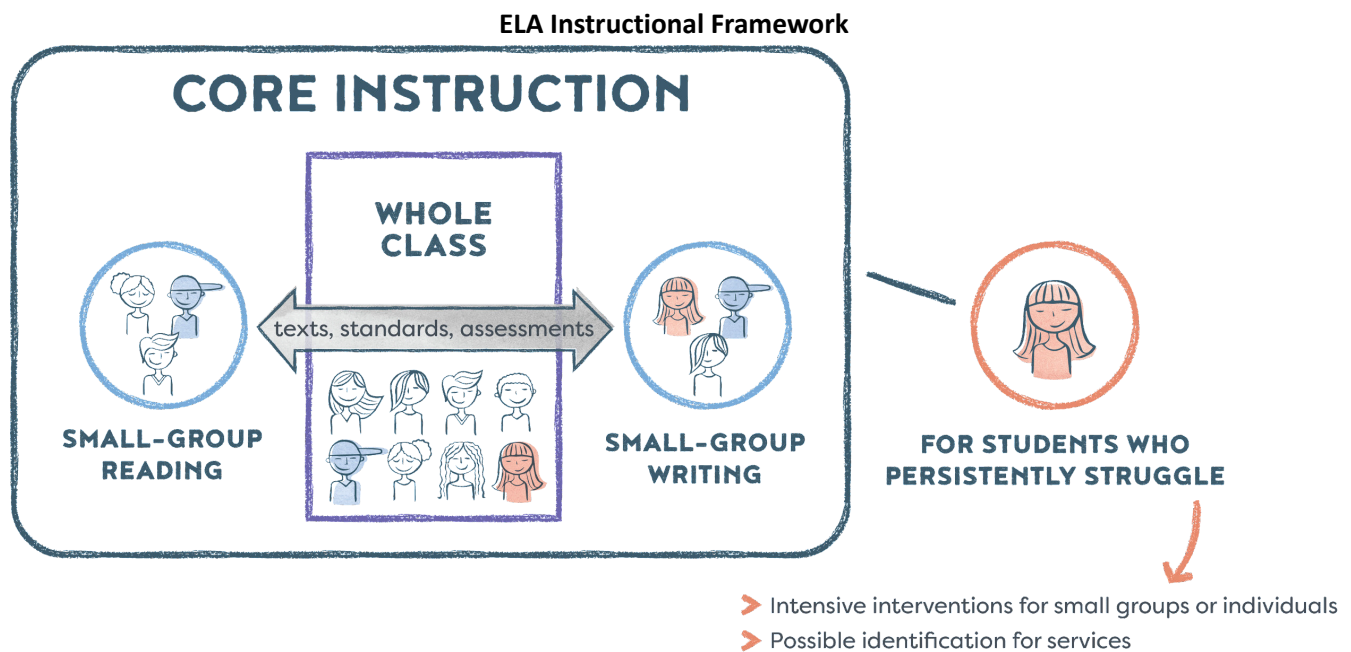 ELA Instructional Framework
CORE INSTRUCTION
WHOLE
CLASS
texts, standards, assessments
SMALL-GROUP
READING
SMALL-GROUP
WRITING
FOR STUDENTS WHO
PERSISTENTLY STRUGGLE
Intensive interventions for small groups or individuals
Possible identification for services